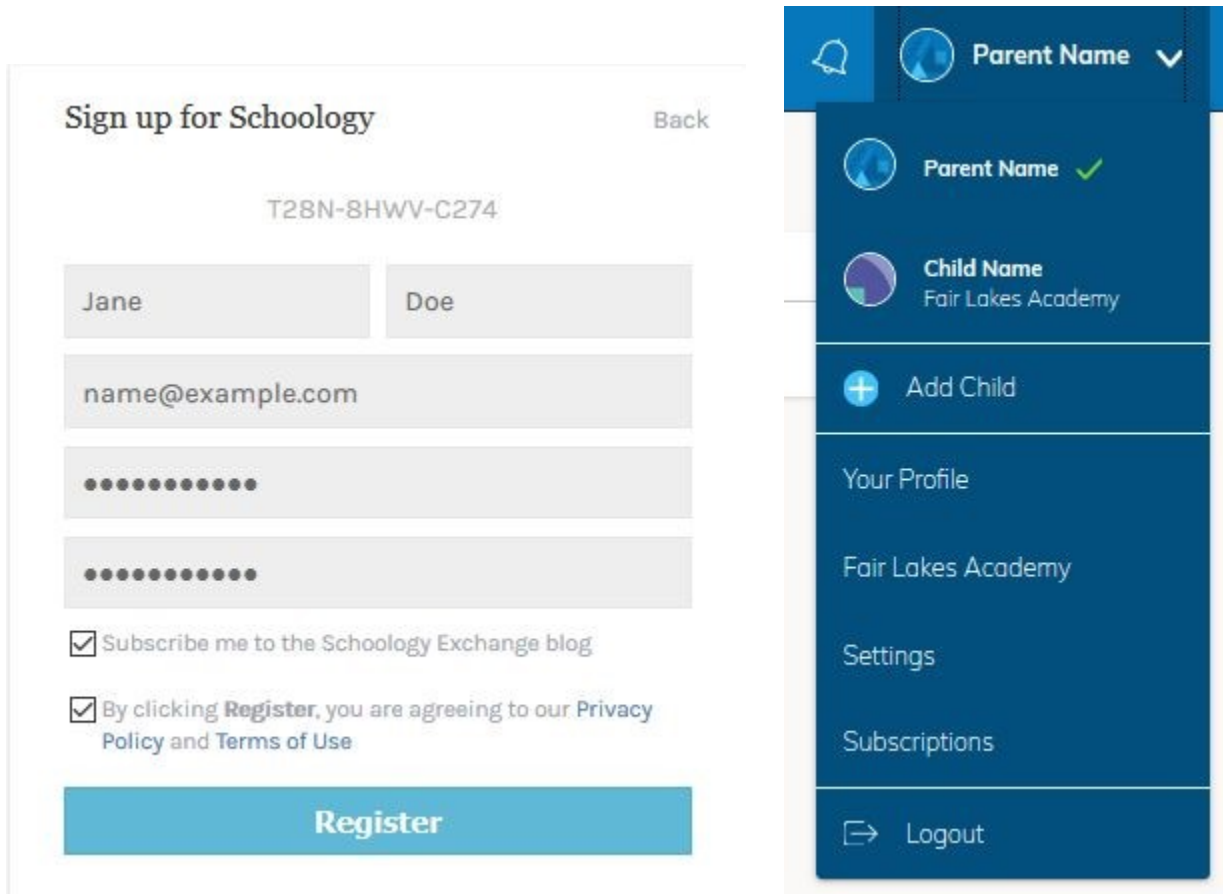 Sign up for Schoology
Back
T28N-8HWV-C274
Jane
Doe
name@example.com
●●●●●●●●●●●
●●●●●●●●●●●
Subscribe me to the Schoology Exchange blog
By clicking Register, you are agreeing to our Privacy
Policy and Terms of Use
Register
Parent Name
Parent Name
Child Name
Fair Lakes Academy
Add Child
Your Profile
Fair Lakes Academy
Settings
Subscriptions
Logout